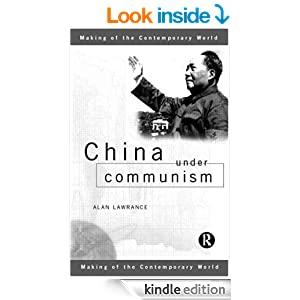 Look inside
Making of the Contemporary World
China under
communism
ALAN LAWRANCE
R
Making of the Contemporary World
kindle edition